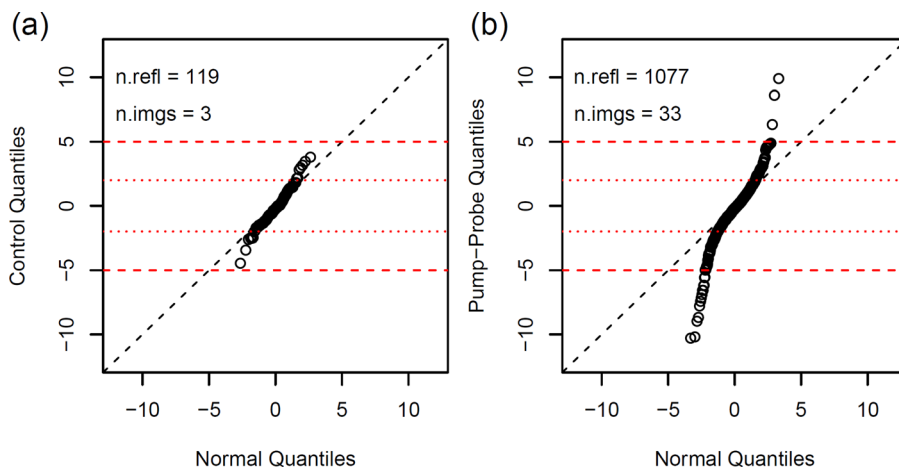 (a)
n.refl = 119
n.imgs = 3
Control Quantiles
10
5
0
−5
−10
−10 −5 0 5 10
Normal Quantiles
(b)
n.refl = 1077
n.imgs = 33
Pump−Probe Quantiles
10
5
0
−5
−10
−10 −5 0 5 10
Normal Quantiles